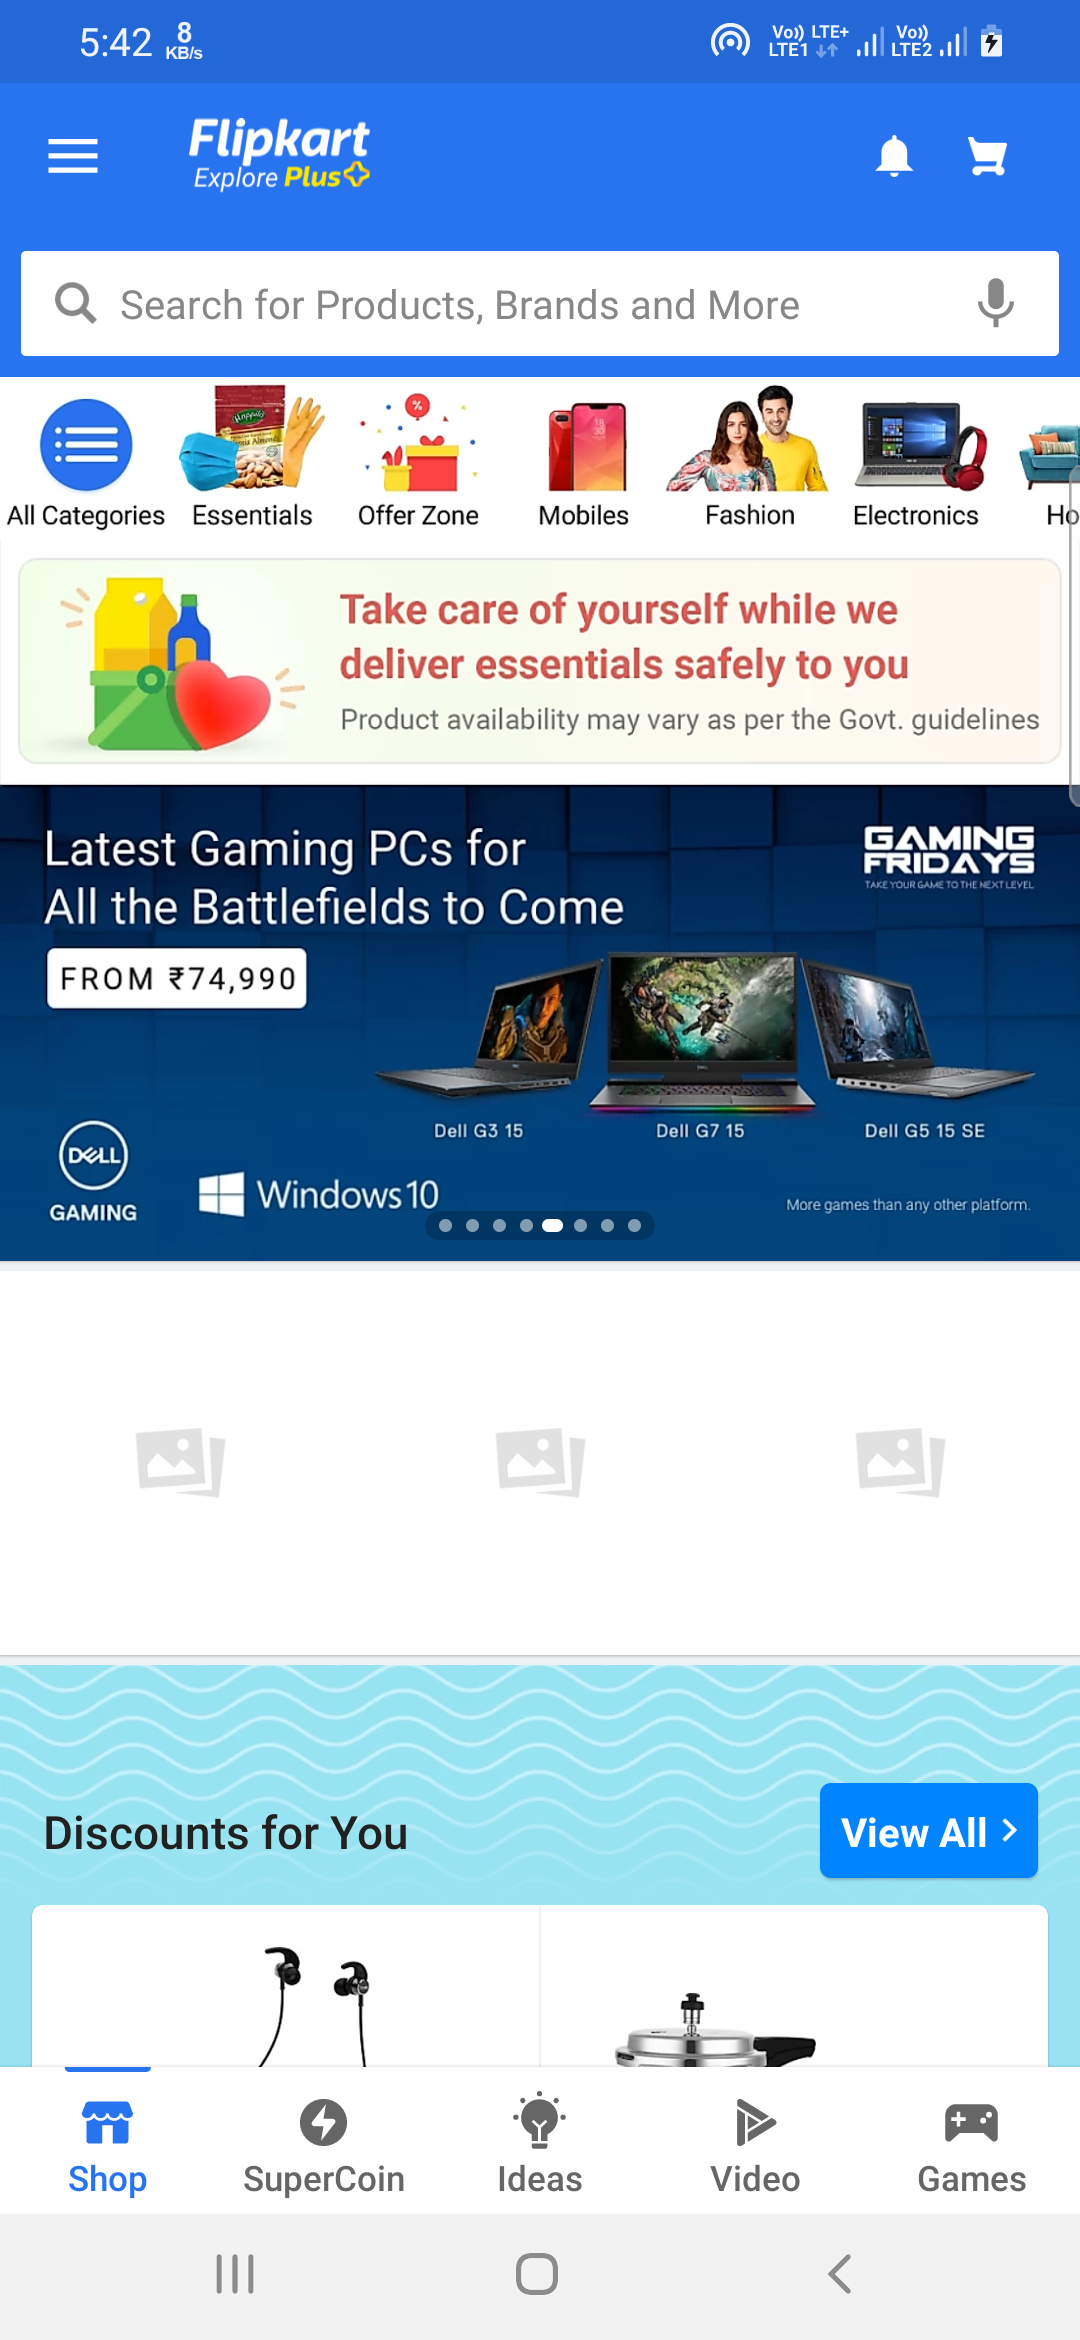 5:42
8
KB/s
Vo)) LTE+
LTE1
Vo))
LTE2
Flipkart
Explore Plus
Search for Products, Brands and More
%
Happilo
All Categories
Essentials
Offer Zone
Mobiles
Fashion
Electronics
Ho
Take care of yourself while we
deliver essentials safely to you
Product availability may vary as per the Govt. guidelines
Latest Gaming PCs for
All the Battlefields to Come
GAMING
FRIDAYS
TAKE YOUR GAME TO THE NEXT LEVEL
FROM ₹74,990
Dell G3 15
Dell G7 15
Dell G5 15 SE
DELL
GAMING
Windows 10
More games than any other platform.
Discounts for You
View All
Shop
SuperCoin
Ideas
Video
Games